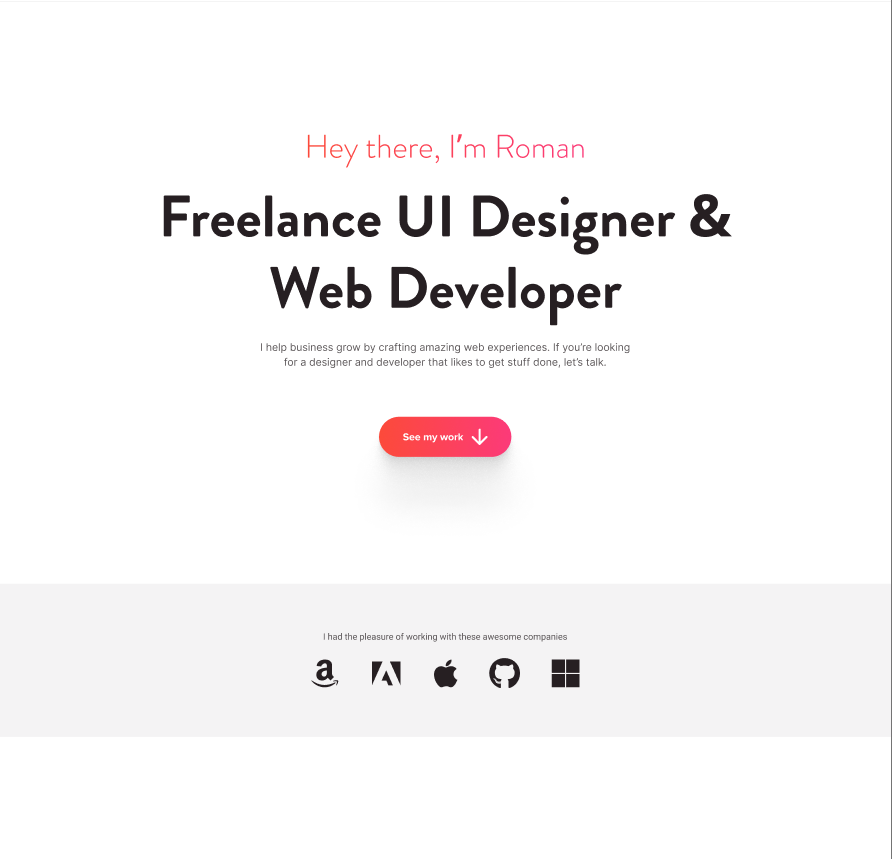 Hey there, I’m Roman
Freelance UI Designer &
Web Developer
I help business grow by crafting amazing web experiences. If you’re looking
for a designer and developer that likes to get stuff done, let’s talk.
See my work
I had the pleasure of working with these awesome companies